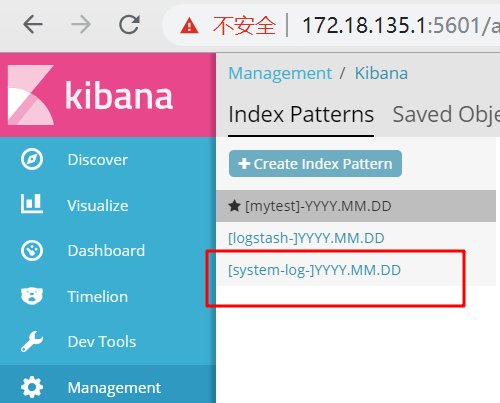 不安全 172.18.135.1:5601/a
kibana
Discover
Visualize
Dashboard
Timelion
Dev Tools
Management
Management / Kibana
Index Patterns Saved Obje
+ Create Index Pattern
★ [mytest]-YYYY.MM.DD
[logstash-]YYYY.MM.DD
[system-log-]YYYY.MM.DD